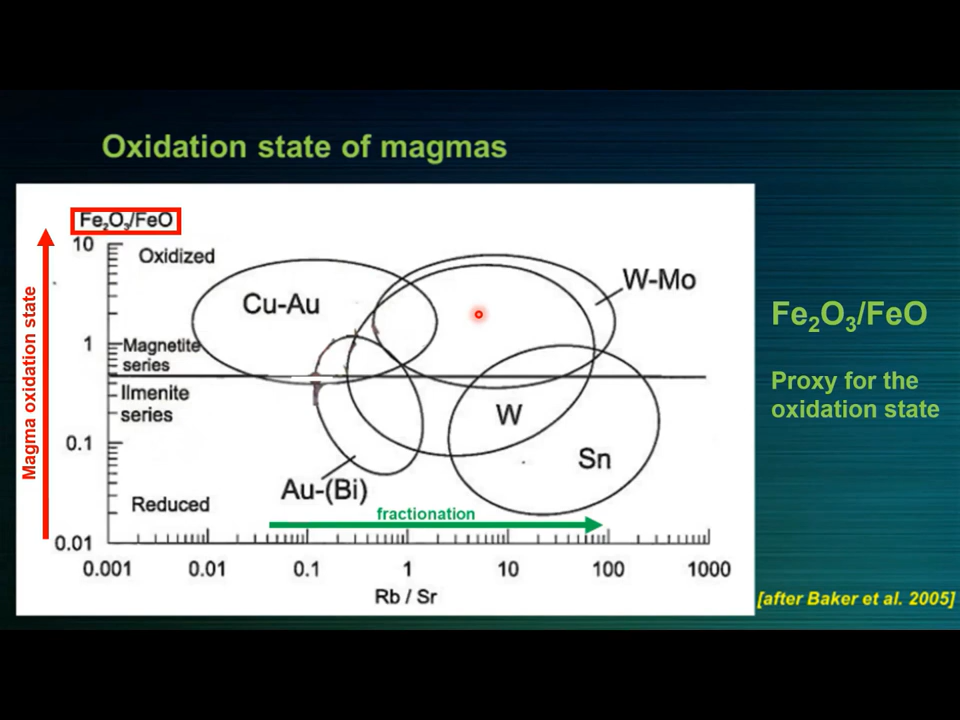 Oxidation state of magmas
Fe₂O₃/FeO
10
Oxidized
Cu-Au
W-Mo
1
Magnetite
series
Ilmenite
series
0.1
W
Sn
Au-(Bi)
Reduced
fractionation
0.01
0.001 0.01 0.1 1 10 100 1000
Rb / Sr
Magma oxidation state
Fe₂O₃/FeO
Proxy for the
oxidation state
[after Baker et al. 2005]